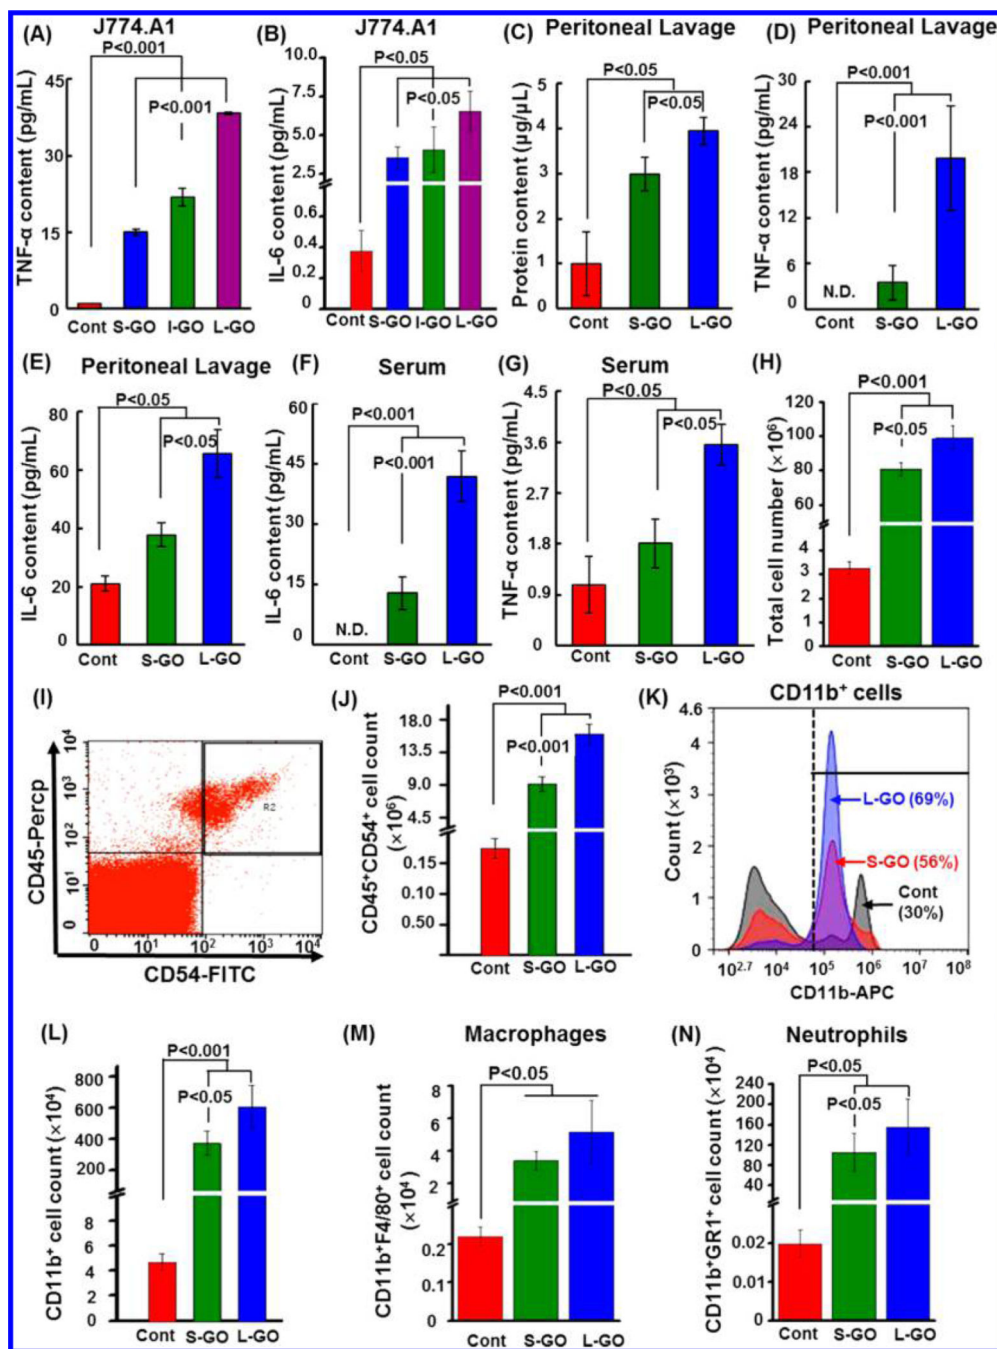 (A) J774.A1
P<0.001
P<0.001
TNF-α content (pg/mL)
45
30
15
0
Cont S-GO I-GO L-GO
(B) J774.A1
P<0.05
P<0.05
IL-6 content (pg/mL)
7.5
5.0
2.5
0.6
0.4
0.2
0
Cont S-GO I-GO L-GO
(C) Peritoneal Lavage
P<0.05
P<0.05
Protein content (μg/μL)
5
4
3
2
1
0
Cont S-GO L-GO
(D) Peritoneal Lavage
P<0.001
P<0.001
TNF-α content (pg/mL)
30
24
18
12
6
0
N.D.
Cont S-GO L-GO
(E) Peritoneal Lavage
P<0.05
P<0.05
IL-6 content (pg/mL)
80
60
40
20
0
Cont S-GO L-GO
(F) Serum
P<0.001
P<0.001
IL-6 content (pg/mL)
60
45
30
15
0
N.D.
Cont S-GO L-GO
(G) Serum
P<0.05
P<0.05
TNF-α content (pg/mL)
4.5
3.6
2.7
1.8
0.9
0
Cont S-GO L-GO
(H)
P<0.001
P<0.05
Total cell number (×10⁶)
120
100
80
60
4
3
2
1
0
Cont S-GO L-GO
(I)
CD45-Percp
10⁴
10³
10²
10¹
0
R2
0 10¹ 10² 10³ 10⁴
CD54-FITC
(J)
P<0.001
P<0.001
CD45⁺CD54⁺ cell count
(×10⁶)
18.0
13.5
9.0
4.5
0.15
0.10
0.50
Cont S-GO L-GO
(K) CD11b⁺ cells
Count (×10³)
4.6
4
3
2
1
0
L-GO (69%)
S-GO (56%)
Cont
(30%)
10²·⁷ 10⁴ 10⁵ 10⁶ 10⁷ 10⁸
CD11b-APC
(L)
P<0.001
P<0.05
CD11b⁺ cell count (×10⁴)
800
600
400
200
8
6
4
2
0
Cont S-GO L-GO
(M) Macrophages
P<0.05
CD11b⁺F4/80⁺ cell count
(×10⁴)
8
6
4
2
0.2
0.1
0
Cont S-GO L-GO
(N) Neutrophils
P<0.05
P<0.05
CD11b⁺GR1⁺ cell count (×10⁴)
240
200
160
120
100
80
40
0.02
0.01
0
Cont S-GO L-GO